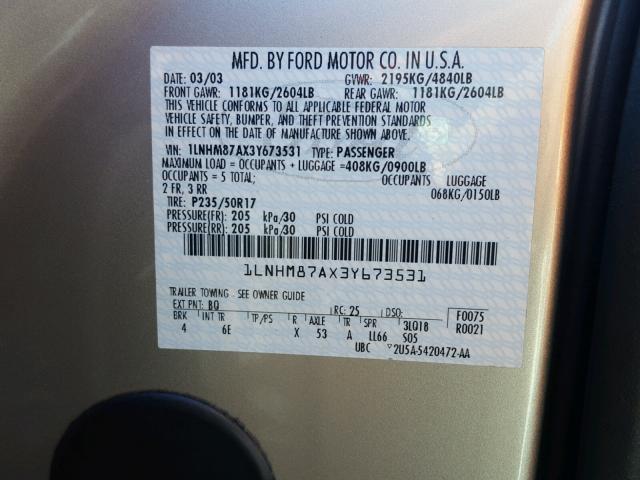 MFD. BY FORD MOTOR CO. IN U.S.A.
DATE: 03/03 GVWR: 2195KG/4840LB
FRONT GAWR: 1181KG/2604LB REAR GAWR: 1181KG/2604LB
THIS VEHICLE CONFORMS TO ALL APPLICABLE FEDERAL MOTOR
VEHICLE SAFETY, BUMPER, AND THEFT PREVENTION STANDARDS
IN EFFECT ON THE DATE OF MANUFACTURE SHOWN ABOVE.
VIN: 1LNHM87AX3Y673531 TYPE: PASSENGER
MAXIMUM LOAD = OCCUPANTS + LUGGAGE =408KG/0900LB
OCCUPANTS = 5 TOTAL; OCCUPANTS LUGGAGE
2 FR, 3 RR 068KG/0150LB
TIRE: P235/50R17
PRESSURE(FR): 205 kPa/30 PSI COLD
PRESSURE(RR): 205 kPa/30 PSI COLD
1LNHM87AX3Y673531
TRAILER TOWING - SEE OWNER GUIDE
EXT PNT: BQ RC: 25 DSO: F0075
BRK INT TR TP/PS R AXLE TR SPR 3LQ18 R0021
4 6E X 53 A LL66 S05
UBC 2U5A-5420472-AA